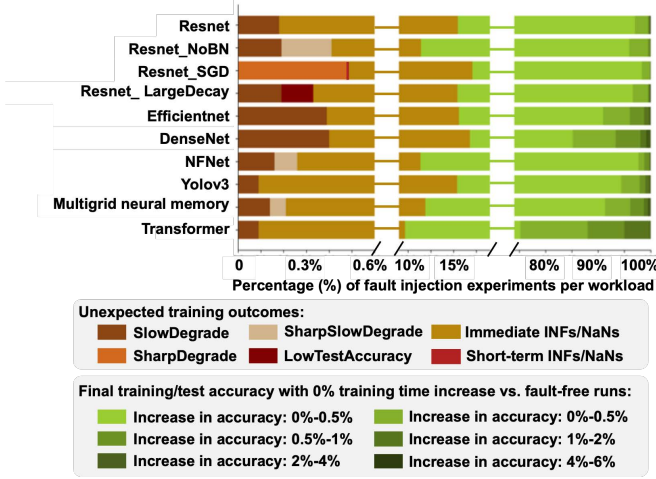 Resnet
Resnet_NoBN
Resnet_SGD
Resnet_ LargeDecay
Efficientnet
DenseNet
NFNet
Yolov3
Multigrid neural memory
Transformer
0 0.3% 0.6% 10% 15% 80% 90% 100%
Percentage (%) of fault injection experiments per workload
Unexpected training outcomes:
SlowDegrade SharpSlowDegrade Immediate INFs/NaNs
SharpDegrade LowTestAccuracy Short-term INFs/NaNs
Final training/test accuracy with 0% training time increase vs. fault-free runs:
Increase in accuracy: 0%-0.5% Increase in accuracy: 0%-0.5%
Increase in accuracy: 0.5%-1% Increase in accuracy: 1%-2%
Increase in accuracy: 2%-4% Increase in accuracy: 4%-6%